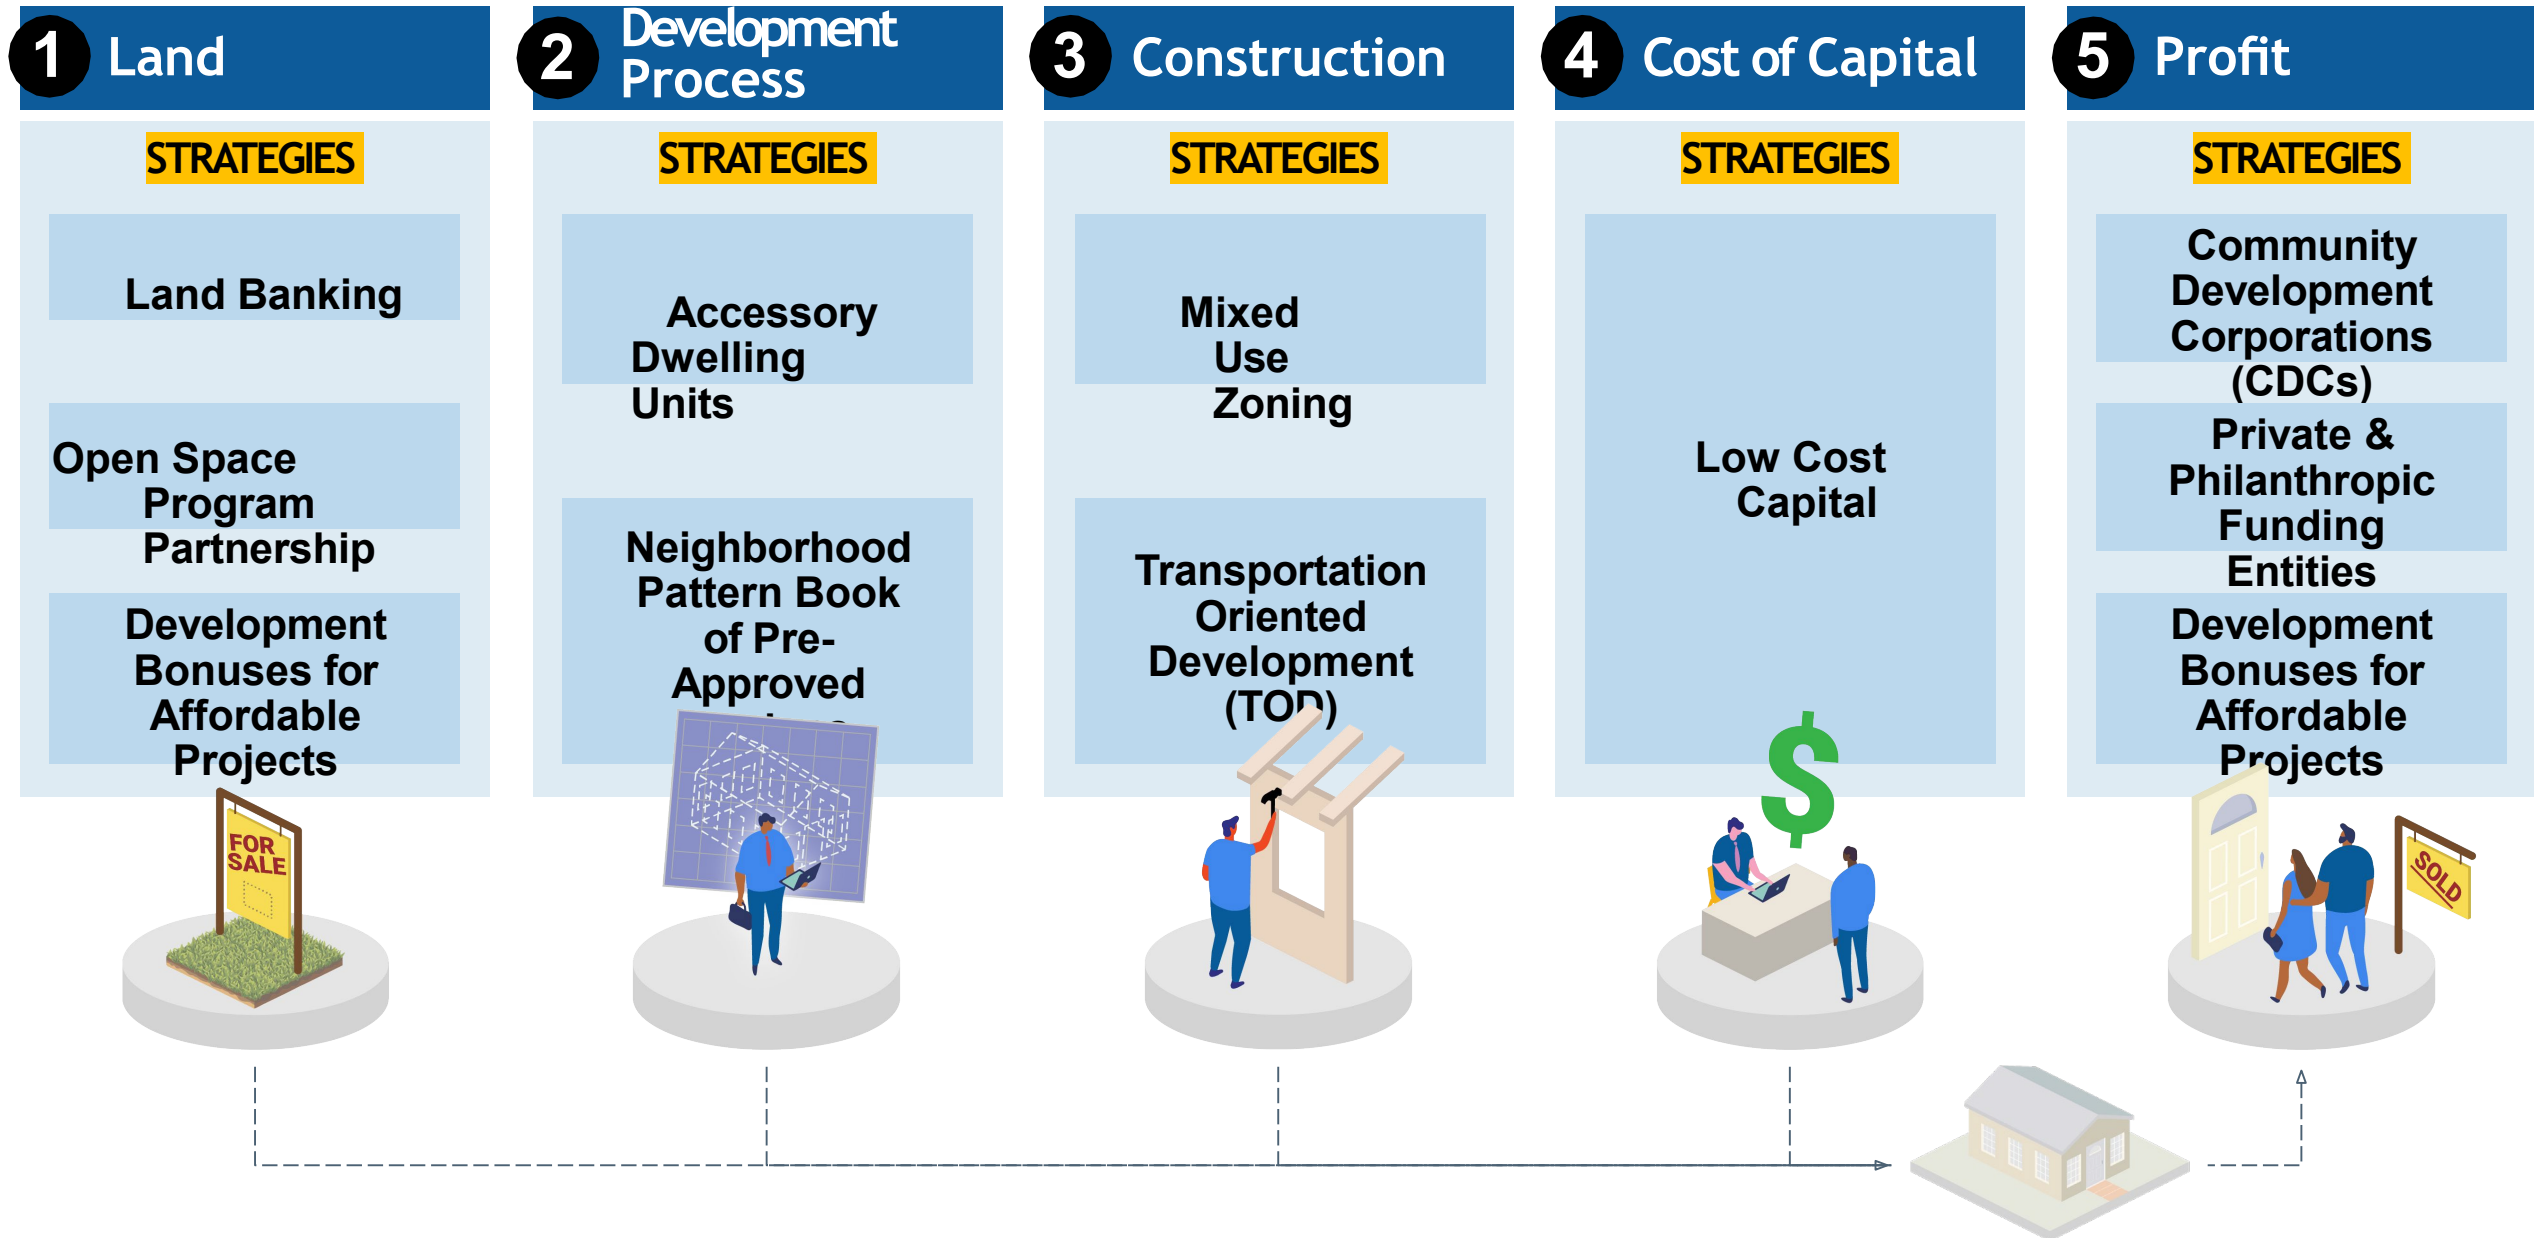 1 Land
STRATEGIES
Land Banking
Open Space
Program
Partnership
Development
Bonuses for
Affordable
Projects
FOR
SALE
2 Development
Process
STRATEGIES
Accessory
Dwelling
Units
Neighborhood
Pattern Book
of Pre-
Approved
3 Construction
STRATEGIES
Mixed
Use
Zoning
Transportation
Oriented
Development
(TOD)
4 Cost of Capital
STRATEGIES
Low Cost
Capital
$
5 Profit
STRATEGIES
Community
Development
Corporations
(CDCs)
Private &
Philanthropic
Funding
Entities
Development
Bonuses for
Affordable
Projects
SOLD